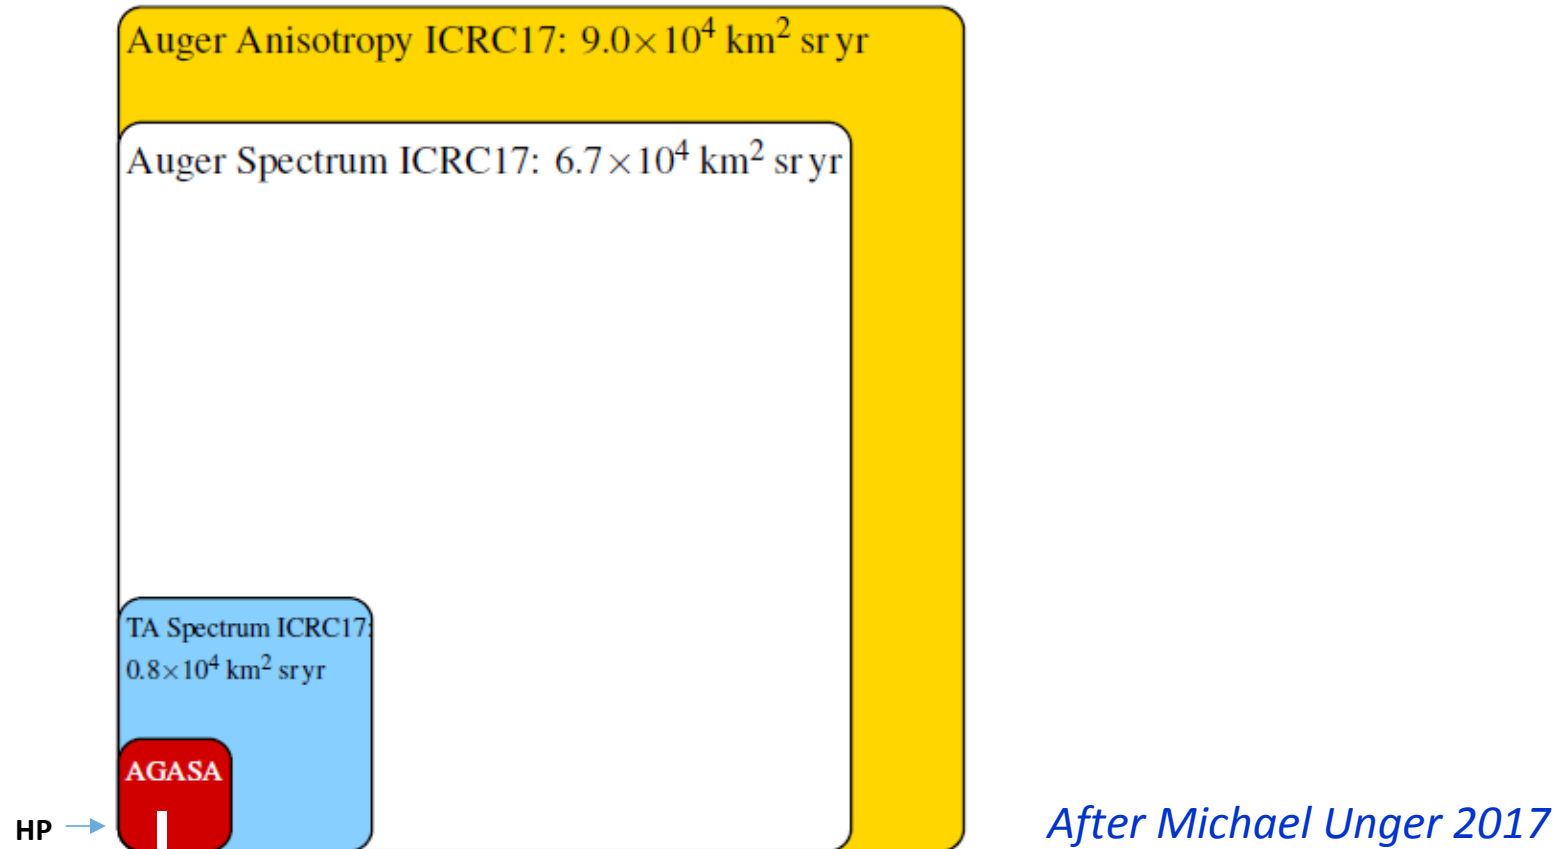 Auger Anisotropy ICRC17: 9.0×10⁴ km² sr yr
Auger Spectrum ICRC17: 6.7×10⁴ km² sr yr
TA Spectrum ICRC17:
0.8×10⁴ km² sr yr
AGASA
HP
After Michael Unger 2017